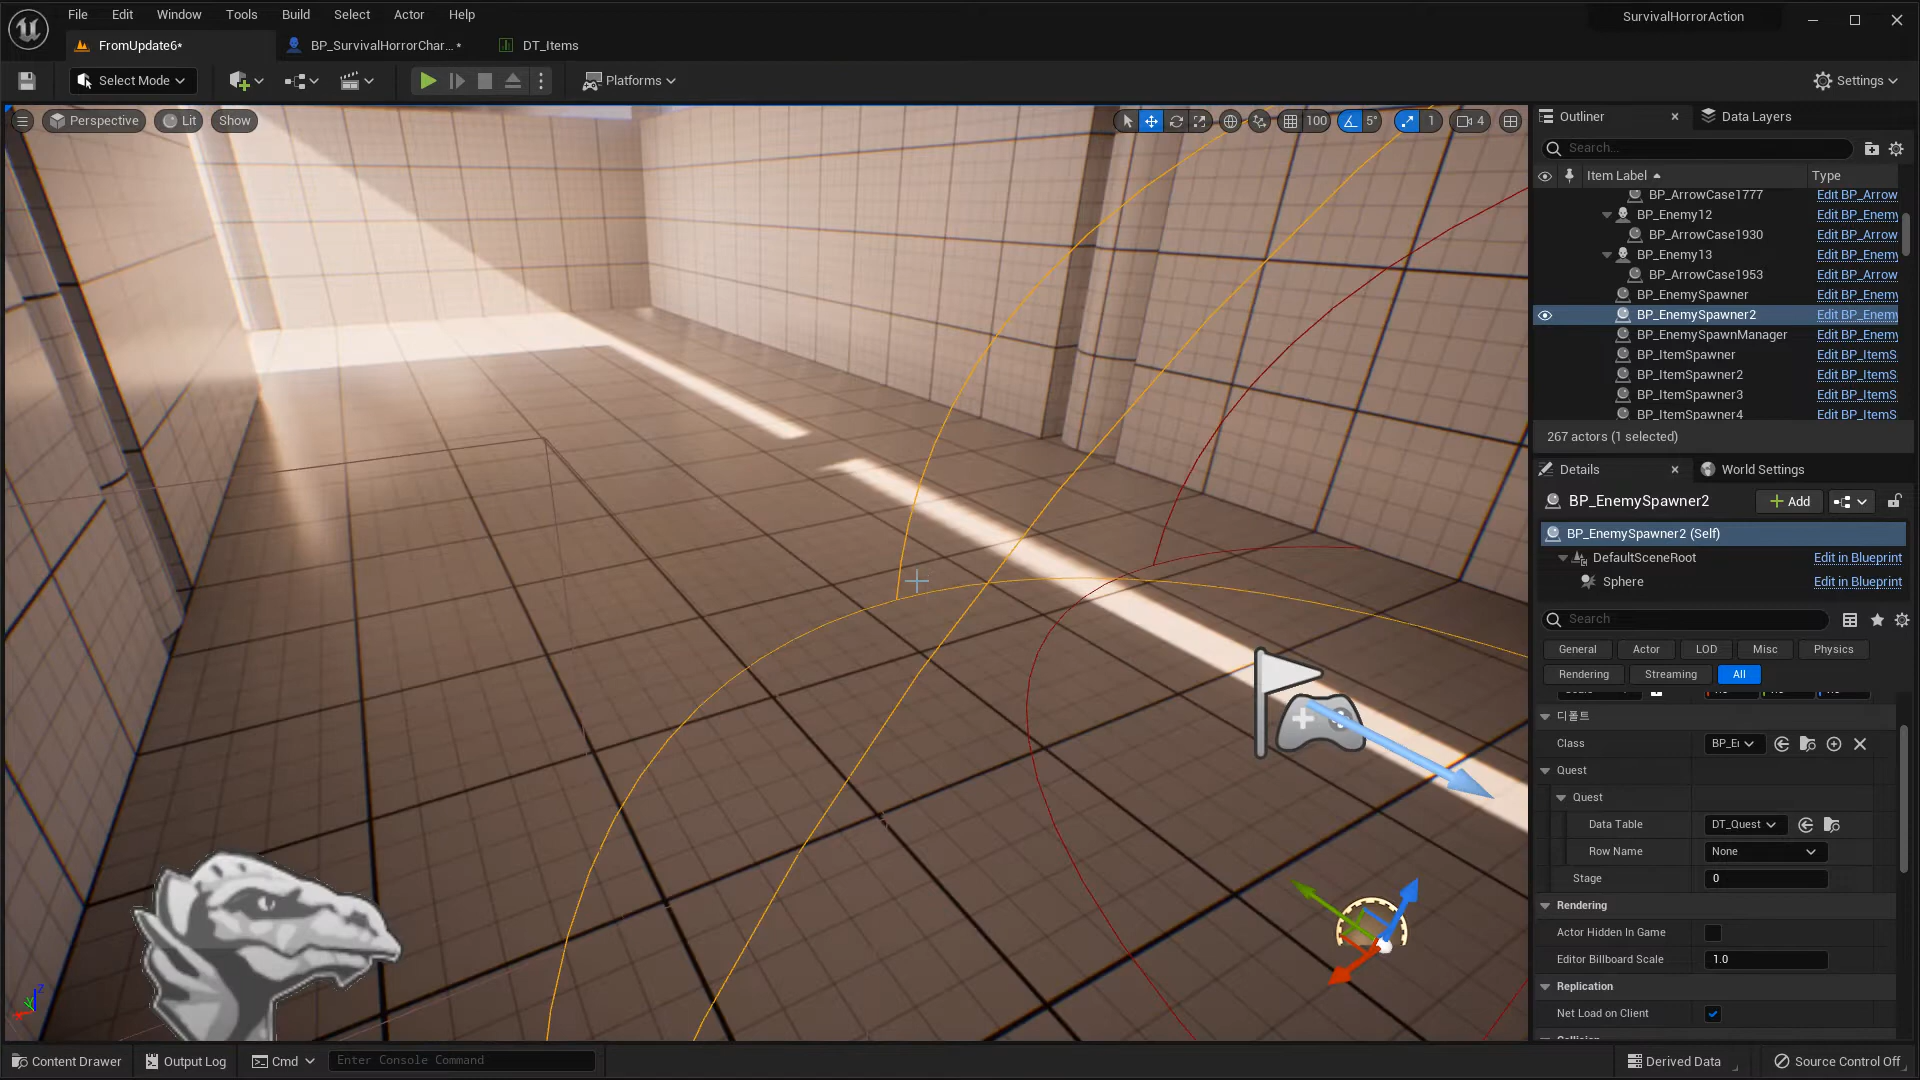 File Edit Window Tools Build Select Actor Help
SurvivalHorrorAction
FromUpdate6*
BP_SurvivalHorrorChar...*
DT_Items
Select Mode
Platforms
Settings
Perspective
Lit
Show
100
5°
1
4
Outliner
Data Layers
Search...
Item Label
Type
BP_ArrowCase1777 Edit BP_Arrow
BP_Enemy12 Edit BP_Enemy
BP_ArrowCase1930 Edit BP_Arrow
BP_Enemy13 Edit BP_Enemy
BP_ArrowCase1953 Edit BP_Arrow
BP_EnemySpawner Edit BP_Enemy
BP_EnemySpawner2 Edit BP_Enemy
BP_EnemySpawnManager Edit BP_Enemy
BP_ItemSpawner Edit BP_ItemS
BP_ItemSpawner2 Edit BP_ItemS
BP_ItemSpawner3 Edit BP_ItemS
BP_ItemSpawner4 Edit BP_ItemS
267 actors (1 selected)
Details
World Settings
BP_EnemySpawner2
Add
BP_EnemySpawner2 (Self)
DefaultSceneRoot Edit in Blueprint
Sphere Edit in Blueprint
Search
General Actor LOD Misc Physics
Rendering Streaming All
디폴트
Class
Quest
Quest
Data Table DT_Quest
Row Name None
Stage 0
Rendering
Actor Hidden In Game
Editor Billboard Scale 1.0
Replication
Net Load on Client
Content Drawer
Output Log
Cmd
Enter Console Command
Derived Data
Source Control Off